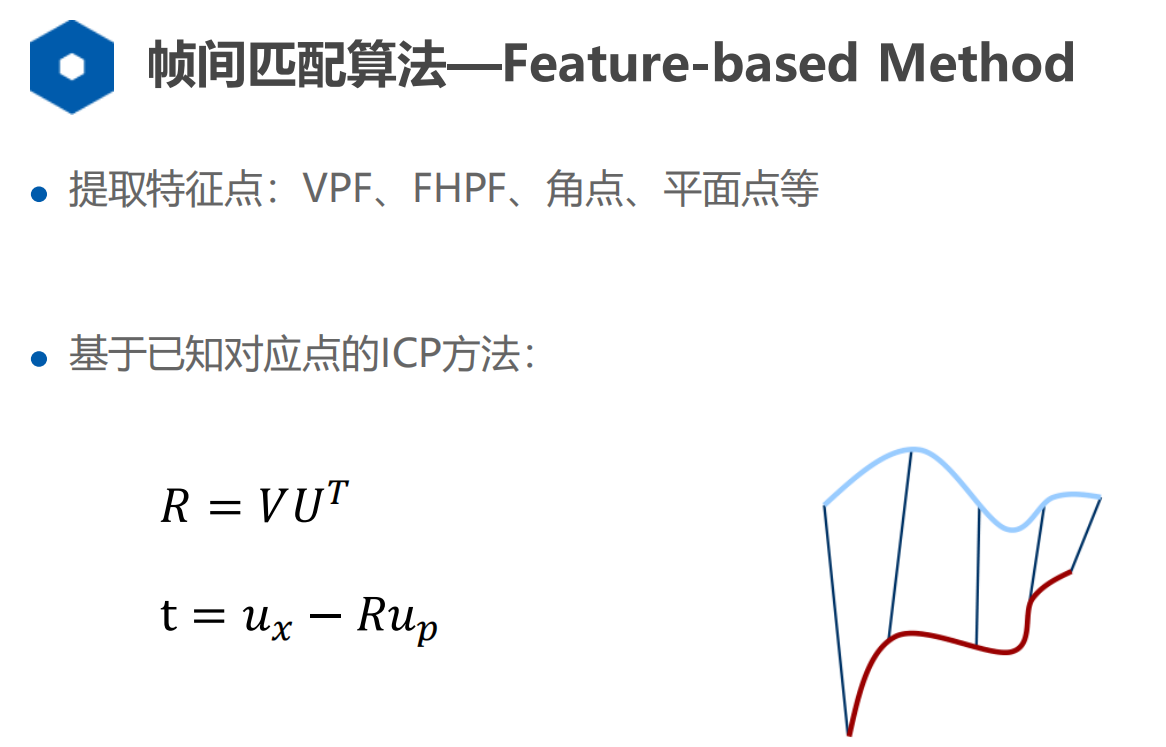 帧间匹配算法—Feature-based Method
提取特征点：VPF、FHPF、角点、平面点等
基于已知对应点的ICP方法：
R = VU^T
t = u_x − Ru_p